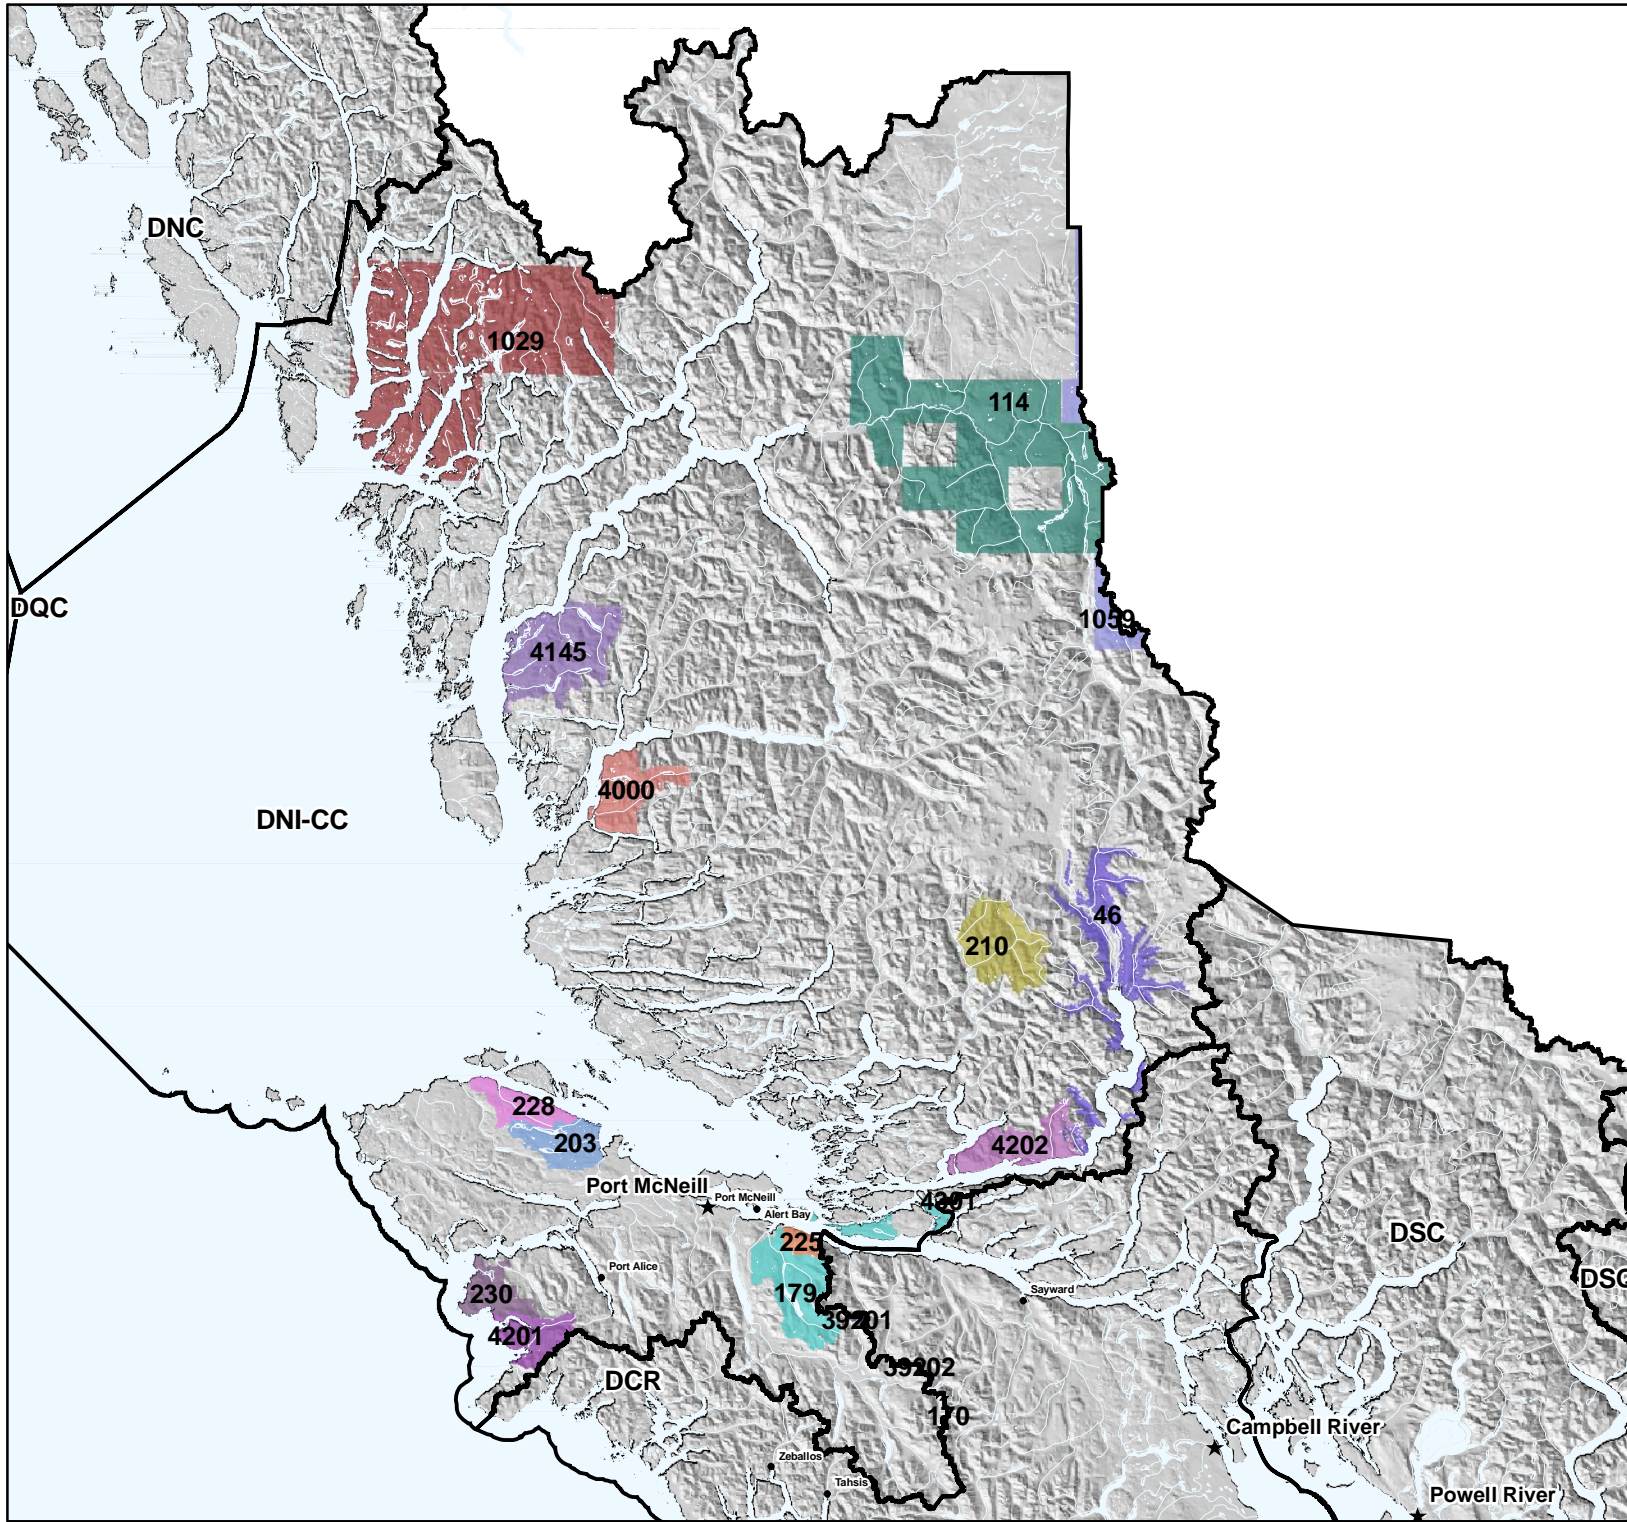 DNC
1029
114
DQC
1059
4145
4000
DNI-CC
46
210
228
203
4202
Port McNeill
Port McNeill
Alert Bay
225
DSC
Port Alice
DSC
230
179
Sayward
39201
4201
39202
DCR
170
Campbell River
Zeballos
Tahsis
Powell River